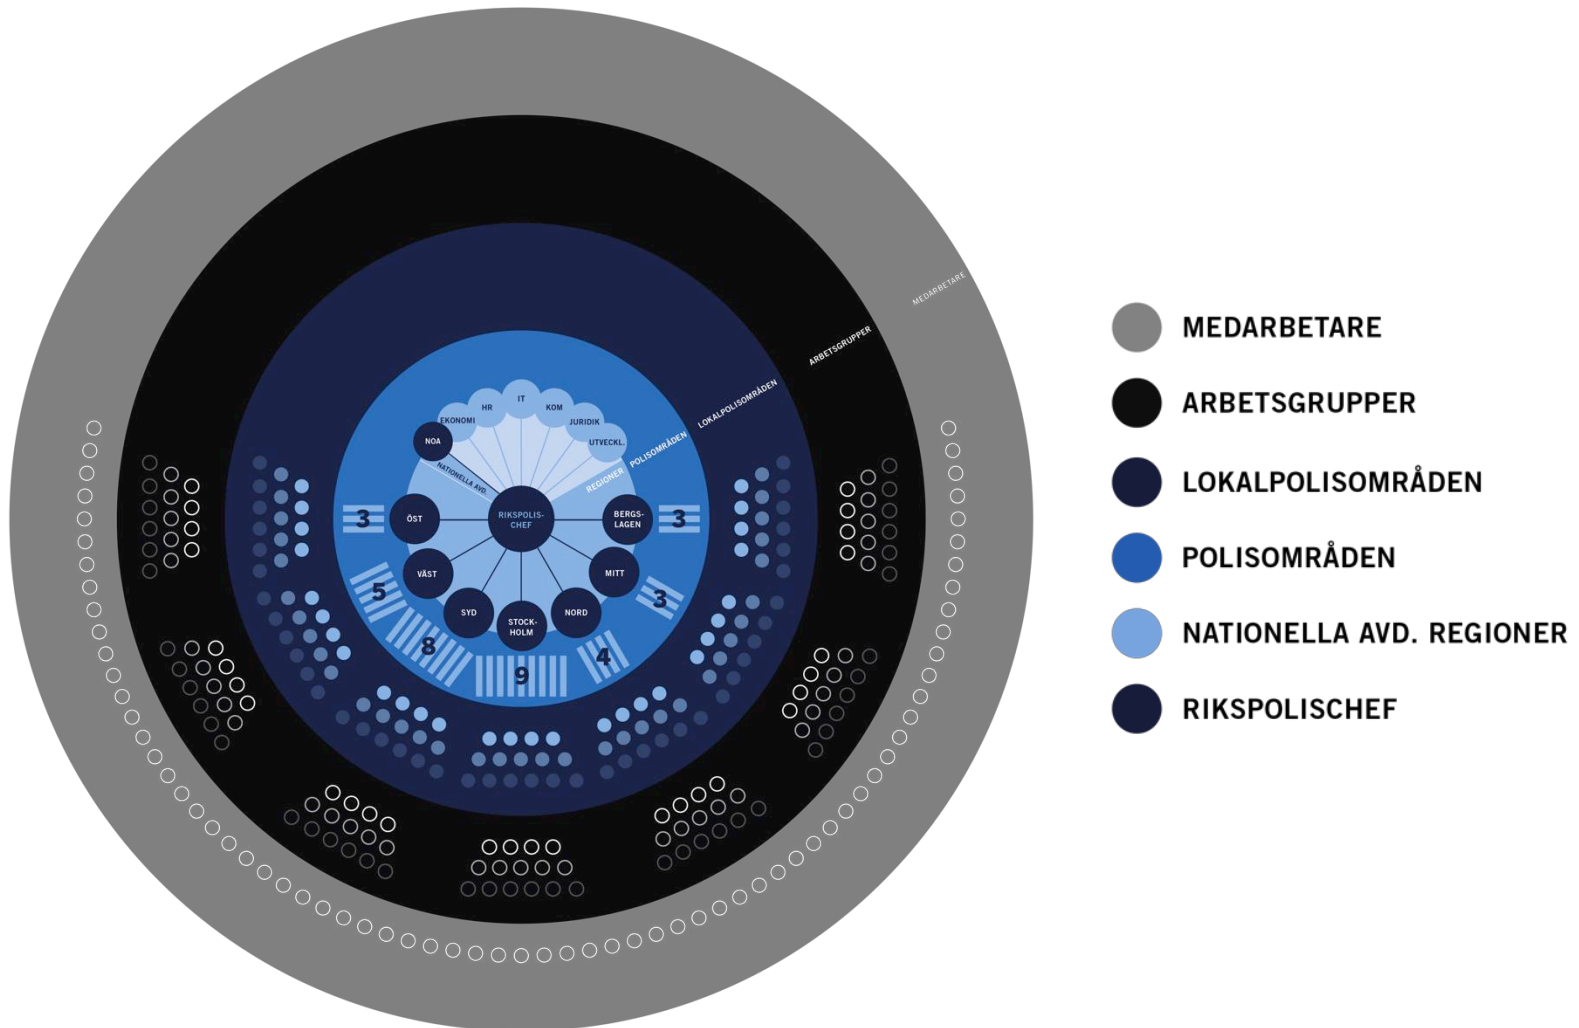 MEDARBETARE
ARBETSGRUPPER
LOKALPOLISOMRÅDEN
POLISOMRÅDEN
REGIONER
IT
HR
KOM
EKONOMI
JURIDIK
NOA
UTVECKL.
NATIONELLA AVD.
RIKSPOLIS-
CHEF
3
ÖST
BERGS-
LAGEN
3
VÄST
MITT
5
3
SYD
STOCK-
HOLM
NORD
8
9
4
MEDARBETARE
ARBETSGRUPPER
LOKALPOLISOMRÅDEN
POLISOMRÅDEN
NATIONELLA AVD. REGIONER
RIKSPOLISCHEF